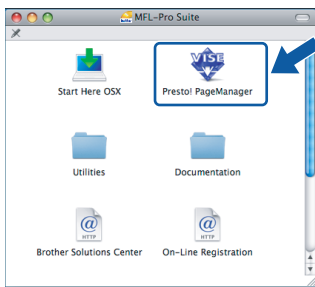 MFL-Pro Suite
Start Here OSX
VISE
Presto! PageManager
Utilities
Documentation
@
HTTP
@
HTTP
Brother Solutions Center
On-Line Registration